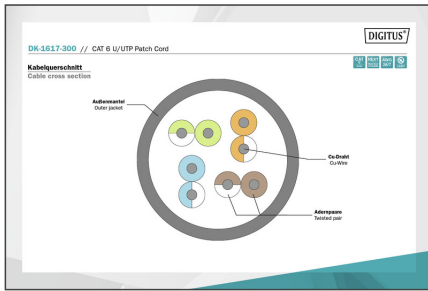 DIGITUS®
DK-1617-300 // CAT 6 U/UTP Patch Cord
Kabelquerschnitt
Cable cross section
Außenmantel
Outer jacket
Cu-Draht
Cu-Wire
Adernpaare
Twisted pair